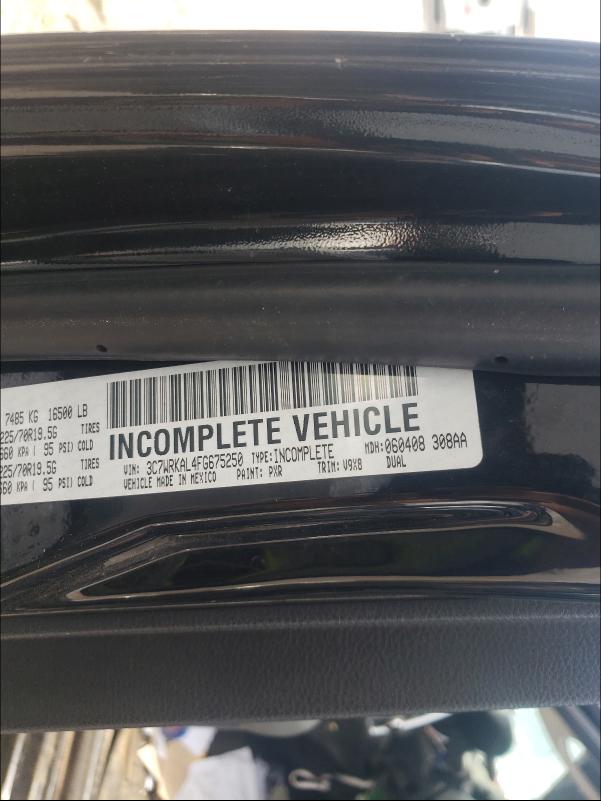 7485 KG 16500 LB
225/70R19.5G TIRES
660 KPA ( 95 PSI) COLD
225/70R19.5G TIRES
660 KPA ( 95 PSI) COLD
INCOMPLETE VEHICLE
VIN: 3C7WRKAL4FG675250 TYPE:INCOMPLETE MDH:060408 308AA
VEHICLE MADE IN MEXICO PAINT: PXR TRIM: V9X8 DUAL